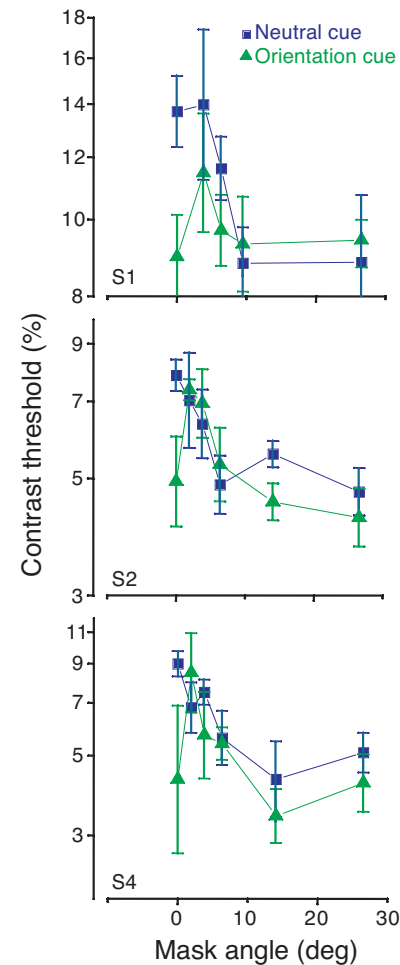 18
Neutral cue
Orientation cue
14
12
10
8
S1
9
7
5
3
S2
11
9
7
5
3
S4
0 10 20 30
Mask angle (deg)
Contrast threshold (%)